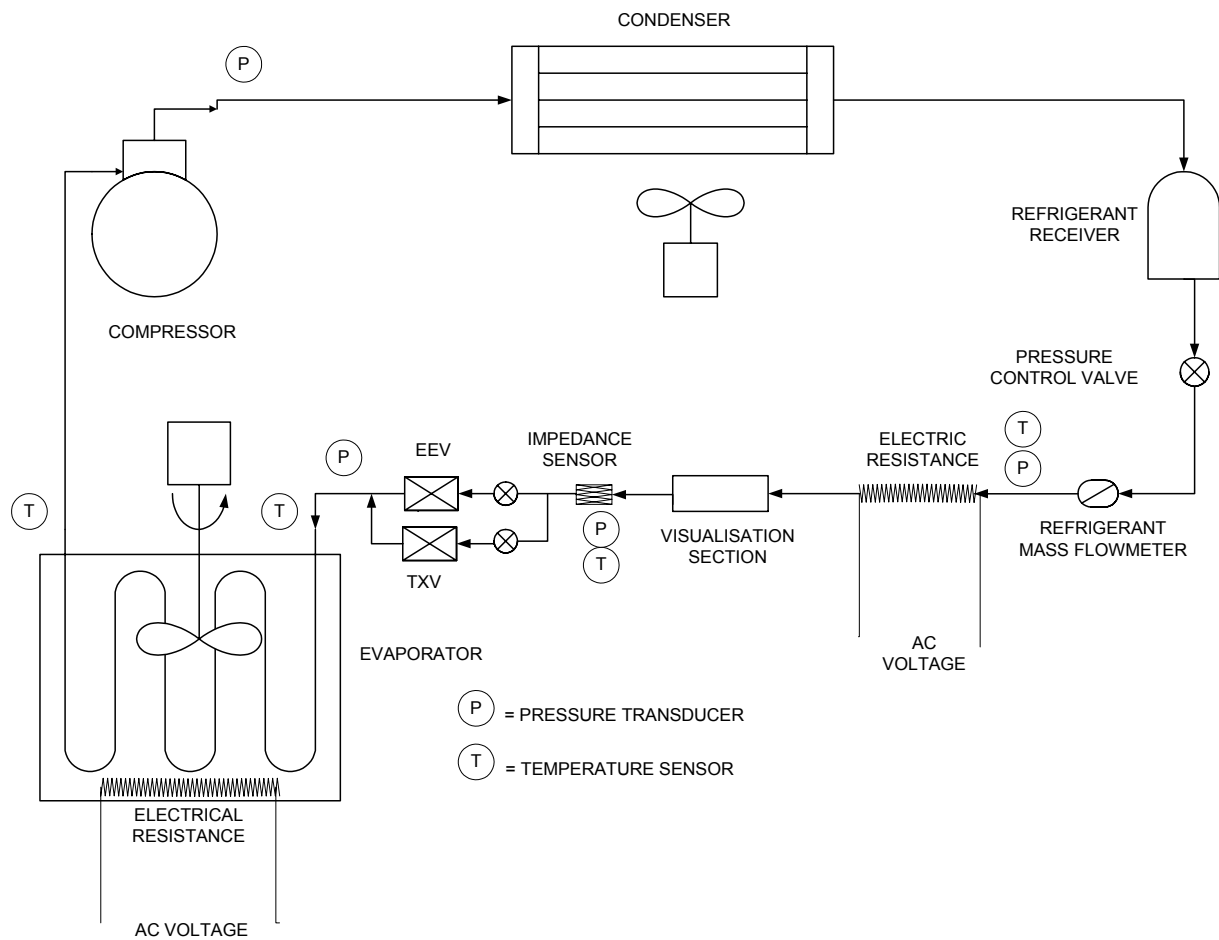 CONDENSER
P
REFRIGERANT
RECEIVER
COMPRESSOR
PRESSURE
CONTROL VALVE
T
P
ELECTRIC
RESISTANCE
IMPEDANCE
SENSOR
EEV
P
T
T
P
T
VISUALISATION
SECTION
REFRIGERANT
MASS FLOWMETER
TXV
AC
VOLTAGE
EVAPORATOR
P = PRESSURE TRANSDUCER
T = TEMPERATURE SENSOR
ELECTRICAL
RESISTANCE
AC VOLTAGE